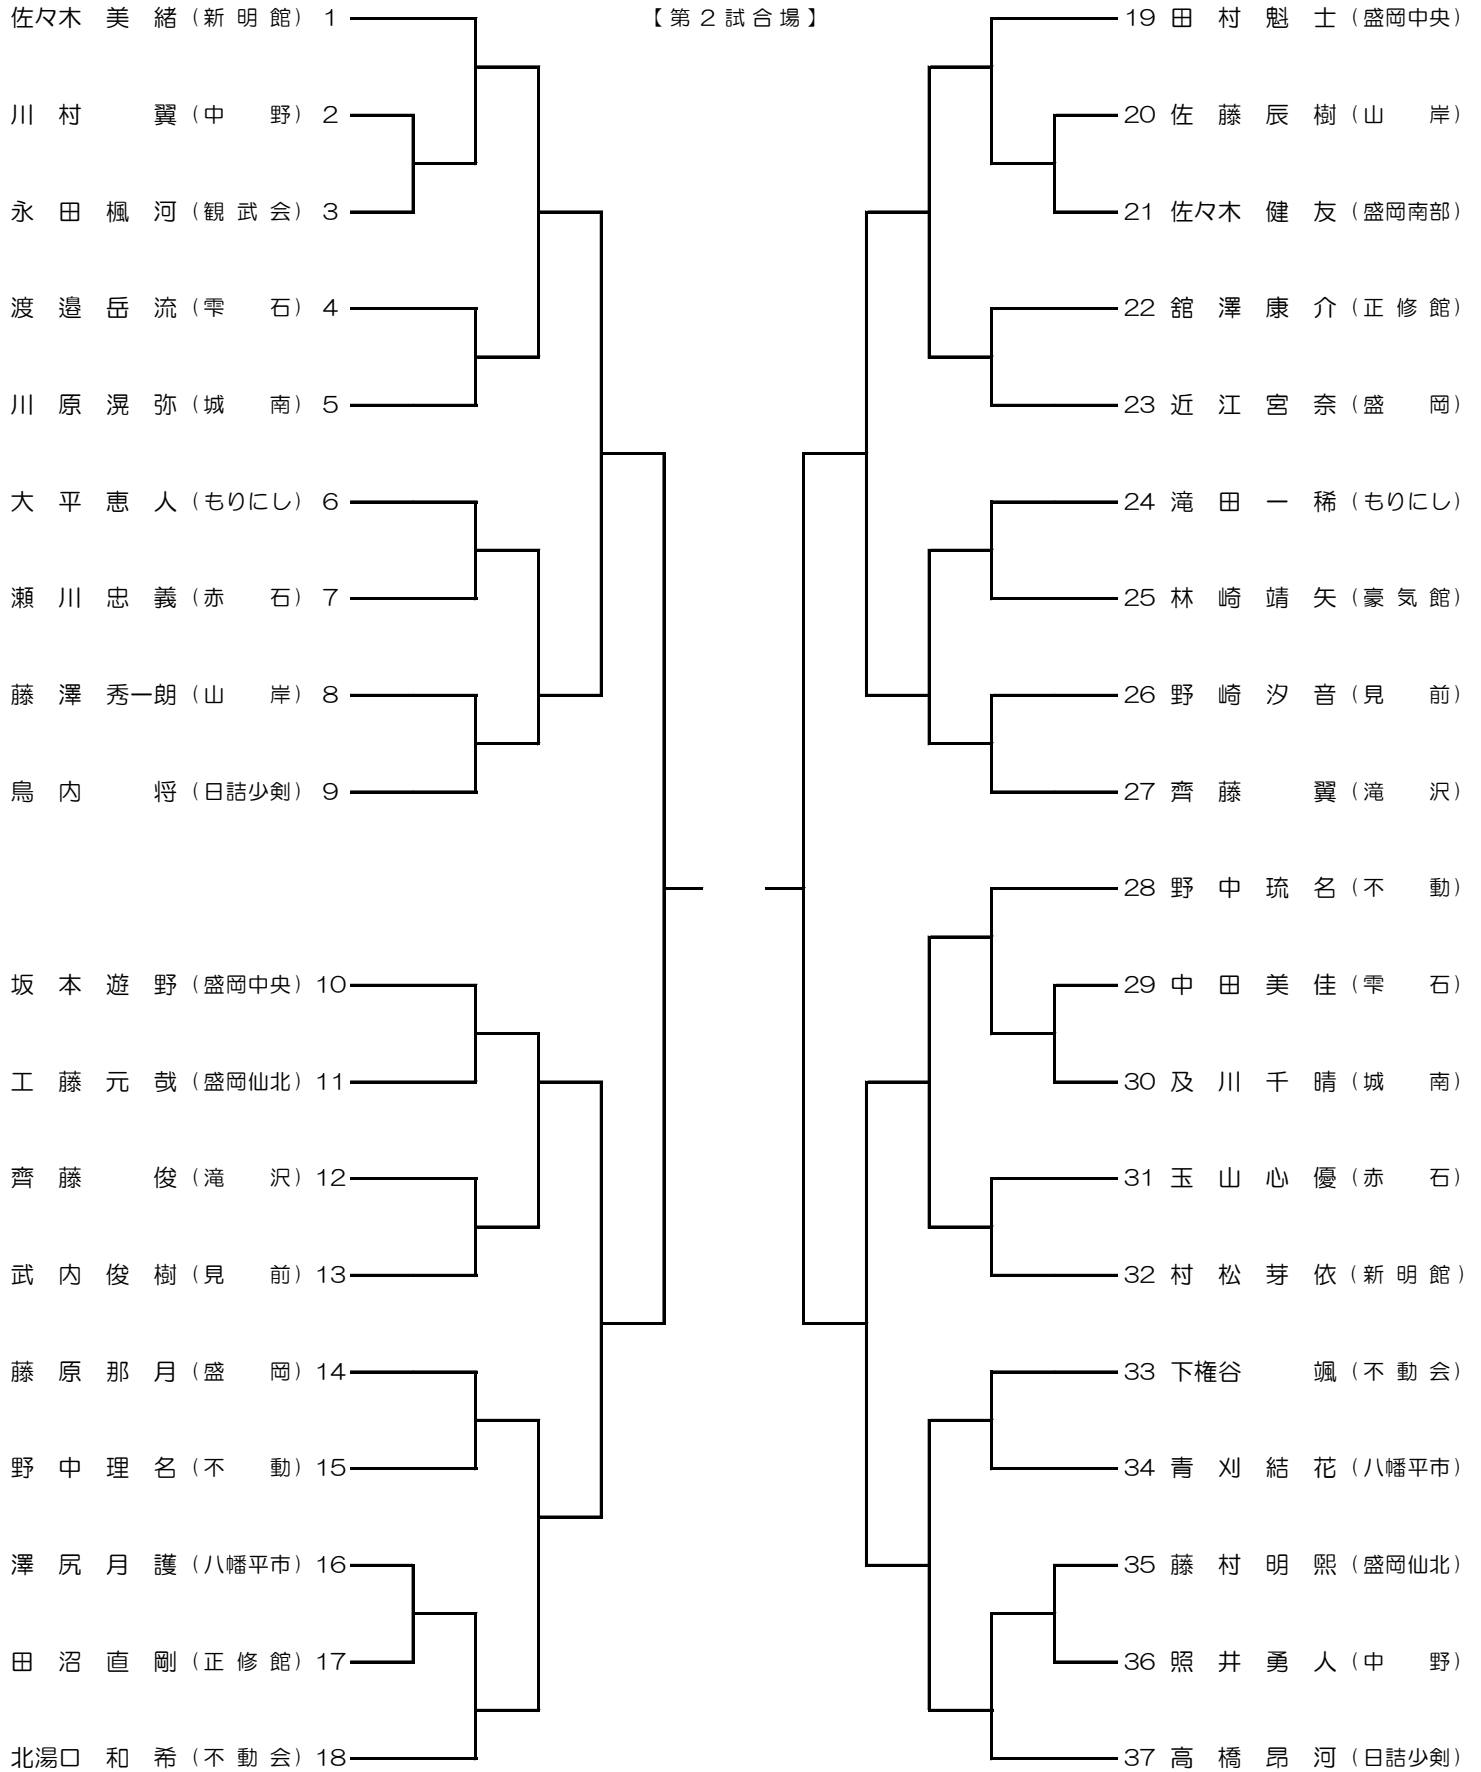 【第2試合場】
佐々木 美緒 (新明館) 1
川村 翼 (中野) 2
永田楓河 (観武会) 3
渡邉岳流 (雫石) 4
川原滉弥 (城南) 5
大平恵人 (もりにし) 6
瀬川忠義 (赤石) 7
藤澤秀一朗 (山岸) 8
鳥内 将 (日詰少剣) 9
坂本遊野 (盛岡中央) 10
工藤元哉 (盛岡仙北) 11
齊藤 俊 (滝沢) 12
武内俊樹 (見前) 13
藤原那月 (盛岡) 14
野中理名 (不動) 15
澤尻月護 (八幡平市) 16
田沼直剛 (正修館) 17
北湯口 和希 (不動会) 18
19 田村魁士 (盛岡中央)
20 佐藤辰樹 (山岸)
21 佐々木 健友 (盛岡南部)
22 舘澤康介 (正修館)
23 近江宮奈 (盛岡)
24 滝田一稀 (もりにし)
25 林崎靖矢 (豪気館)
26 野崎汐音 (見前)
27 齊藤 翼 (滝沢)
28 野中琉名 (不動)
29 中田美佳 (雫石)
30 及川千晴 (城南)
31 玉山心優 (赤石)
32 村松芽依 (新明館)
33 下権谷 颯 (不動会)
34 青刈結花 (八幡平市)
35 藤村明熙 (盛岡仙北)
36 照井勇人 (中野)
37 高橋昂河 (日詰少剣)